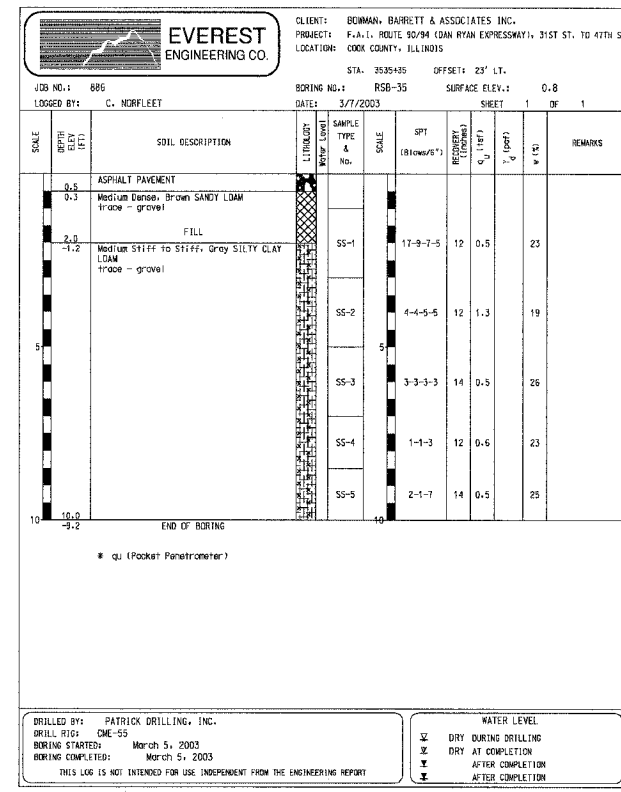 EVEREST
ENGINEERING CO.
CLIENT: BOWMAN, BARRETT & ASSOCIATES INC.
PROJECT: F.A.I. ROUTE 90/94 (DAN RYAN EXPRESSWAY), 31ST ST. TO 47TH S
LOCATION: COOK COUNTY, ILLINOIS
STA. 3535+35 OFFSET: 23' LT.
JOB NO.: 886 BORING NO.: RSB-35 SURFACE ELEV.: 0.8
LOGGED BY: C. NORFLEET DATE: 3/7/2003 SHEET 1 OF 1
SCALE
DEPTH
ELEV
(FT)
SOIL DESCRIPTION
LITHOLOGY
Water Level
SAMPLE
TYPE
&
No.
SCALE
SPT
(Blows/6")
RECOVERY
(Inches)
qu (tsf)
γd (pcf)
w (%)
REMARKS
ASPHALT PAVEMENT
0.5
0.3 Medium Dense, Brown SANDY LOAM
trace - gravel
FILL
2.0
-1.2 Medium Stiff to Stiff, Gray SILTY CLAY
LOAM
trace - gravel
SS-1 17-9-7-5 12 0.5 23
SS-2 4-4-5-5 12 1.3 19
5 5
SS-3 3-3-3-3 14 0.5 26
SS-4 1-1-3 12 0.6 23
SS-5 2-1-7 14 0.5 25
10 10.0 10
-9.2 END OF BORING
* qu (Pocket Penetrometer)
DRILLED BY: PATRICK DRILLING, INC.
DRILL RIG: CME-55
BORING STARTED: March 5, 2003
BORING COMPLETED: March 5, 2003
THIS LOG IS NOT INTENDED FOR USE INDEPENDENT FROM THE ENGINEERING REPORT
WATER LEVEL
DRY DURING DRILLING
DRY AT COMPLETION
AFTER COMPLETION
AFTER COMPLETION